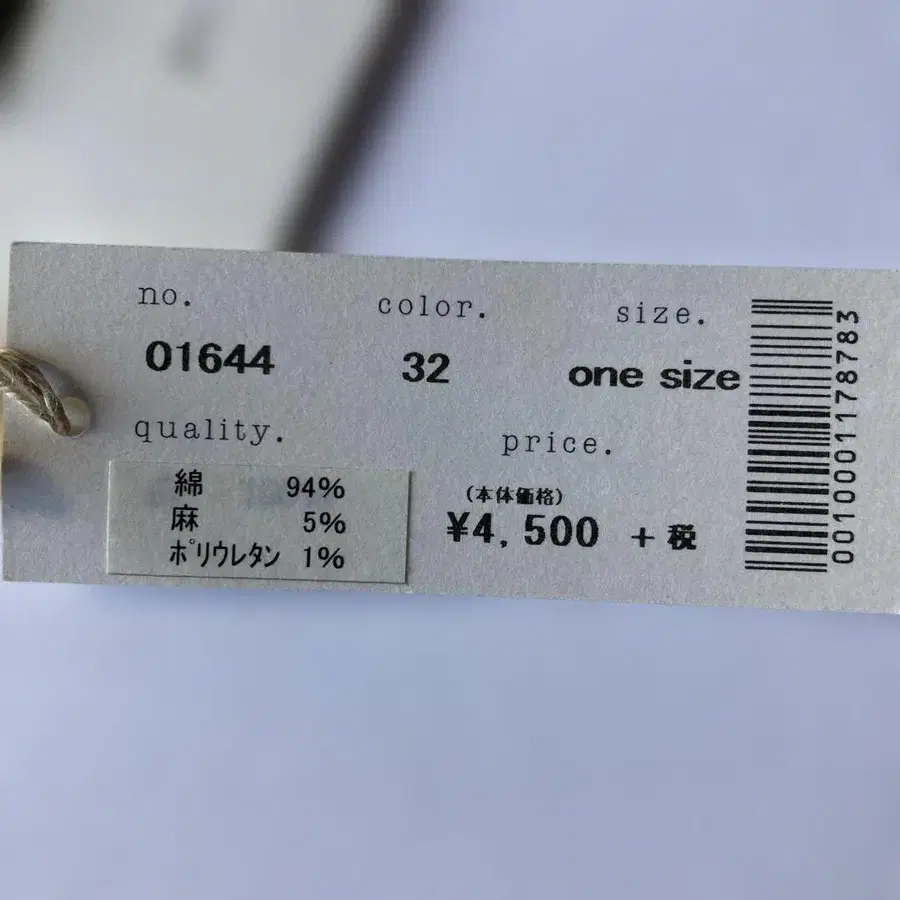 no. color. size.
01644 32 one size
quality. price.
綿 94%
麻 5%
ポリウレタン 1%
(本体価格)
¥4,500 +税
00100001178783